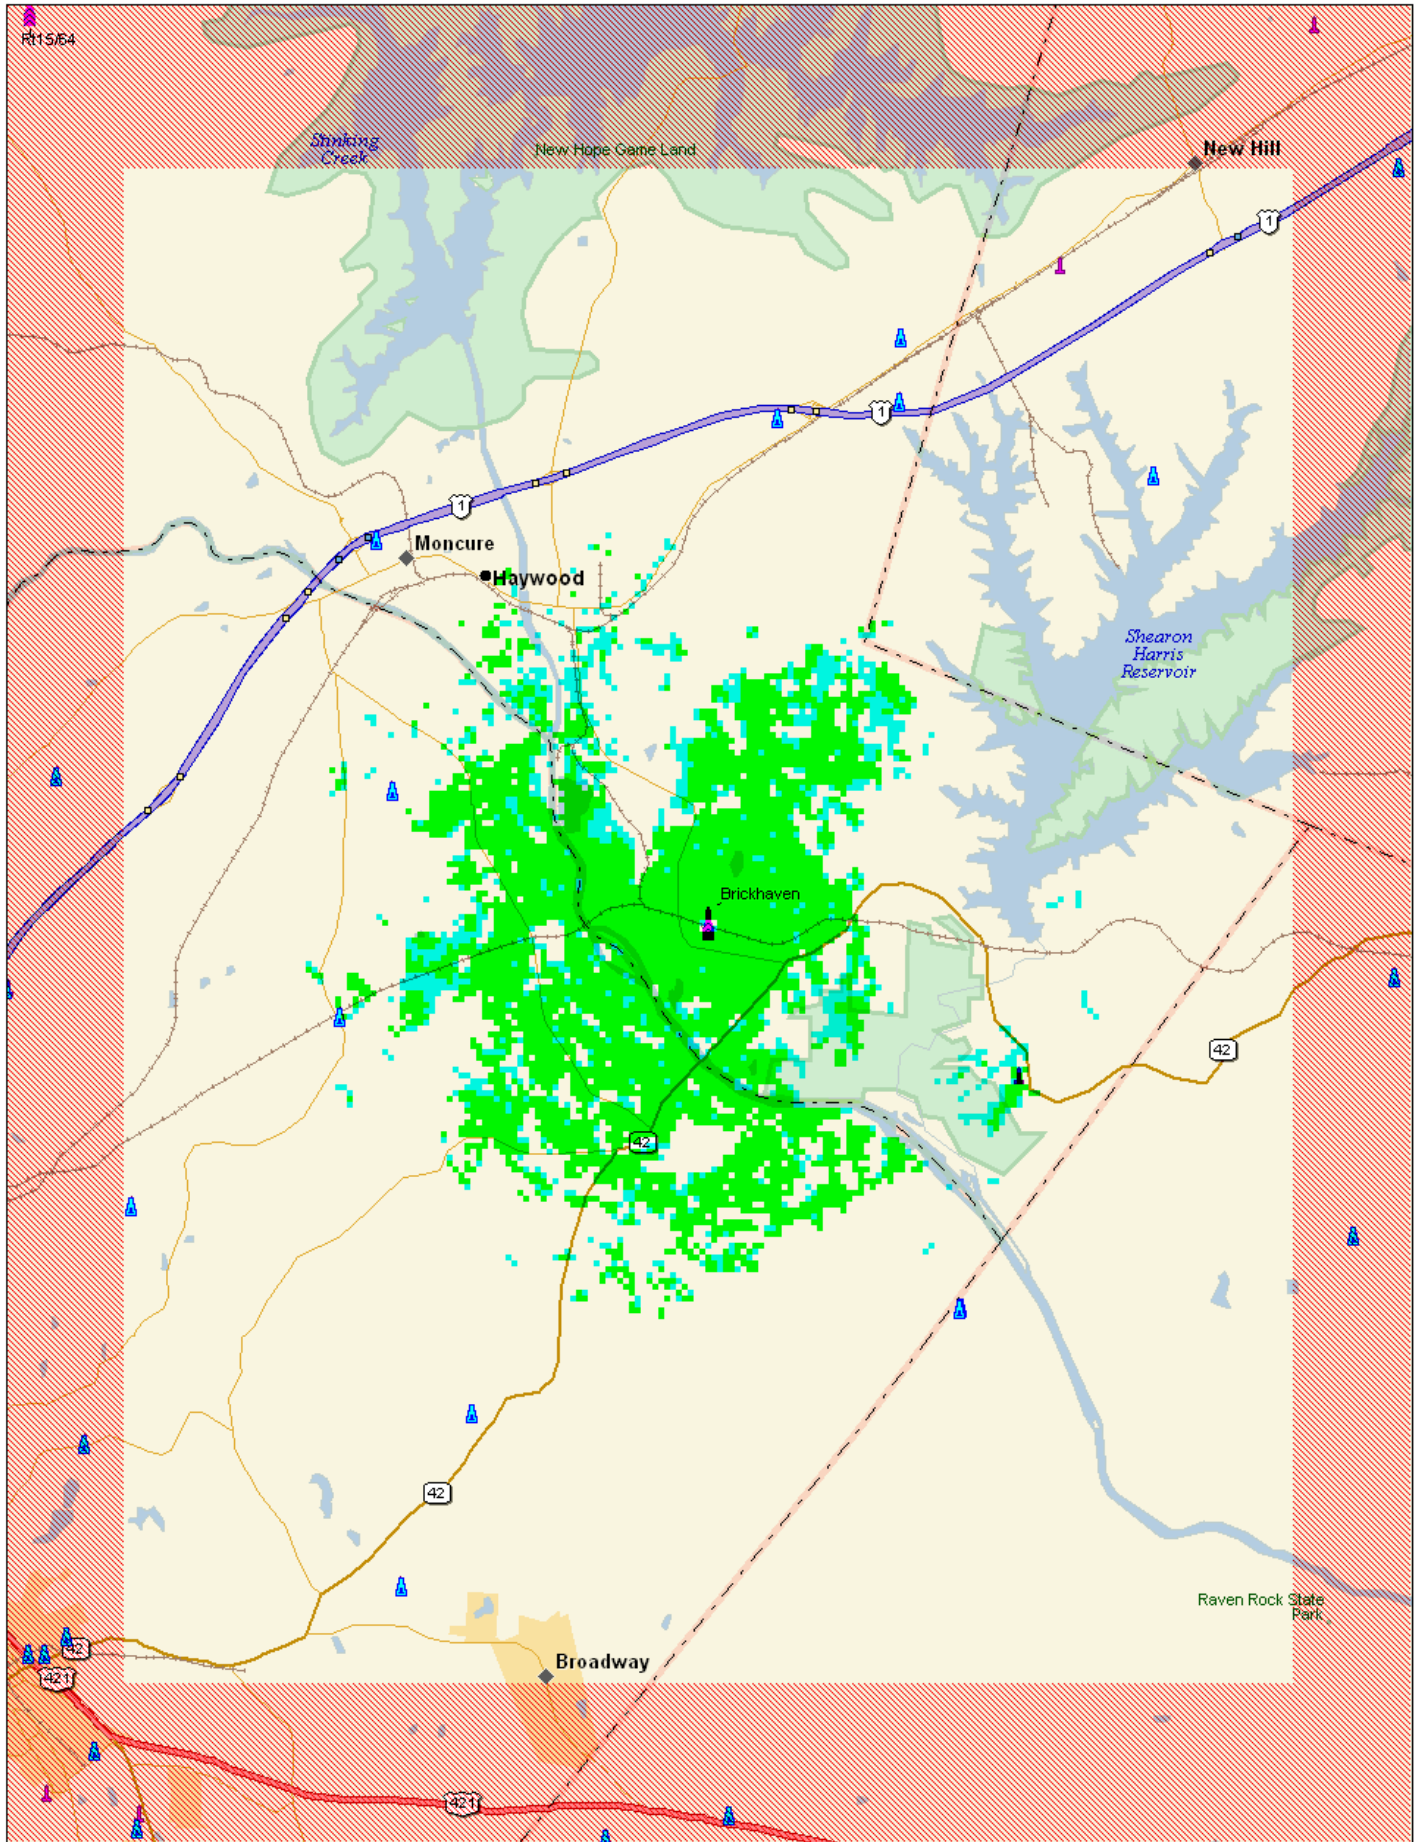 Rt15/64
Stinking
Creek
New Hope Game Land
New Hill
1
1
1
Moncure
Haywood
Shearon
Harris
Reservoir
Brickhaven
42
42
42
Raven Rock State
Park
42
421
Broadway
421